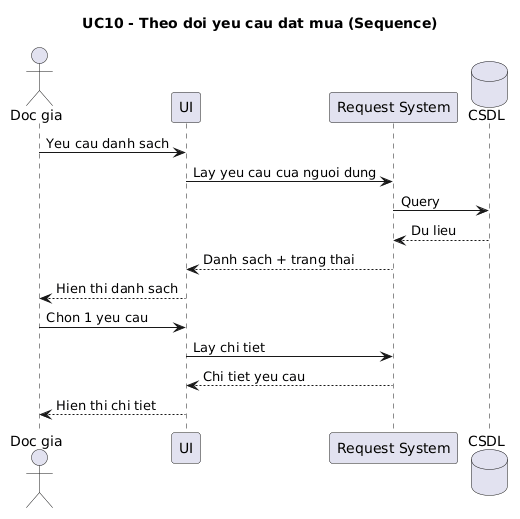 UC10 - Theo doi yeu cau dat mua (Sequence)
Doc gia
UI
Request System
CSDL
Yeu cau danh sach
Lay yeu cau cua nguoi dung
Query
Du lieu
Danh sach + trang thai
Hien thi danh sach
Chon 1 yeu cau
Lay chi tiet
Chi tiet yeu cau
Hien thi chi tiet
Doc gia
UI
Request System
CSDL